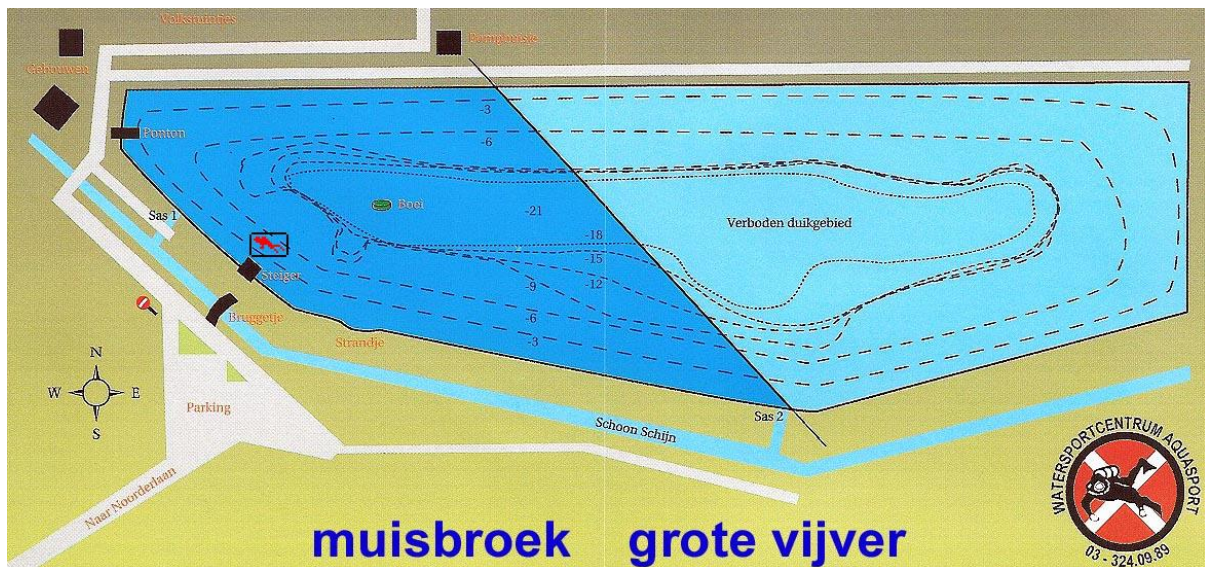 Volkstuintjes
Gebouwen
Pomphuisje
Ponton
-3
-6
Boei
-21
-18
-15
-12
-9
-6
-3
Verboden duikgebied
Sas 1
Steiger
Bruggetje
Strandje
N
W E
S
Parking
Sas 2
Schoon Schijn
Naar Noorderlaan
WATERSPORTCENTRUM AQUASPORT
03 - 324.09.89
muisbroek grote vijver